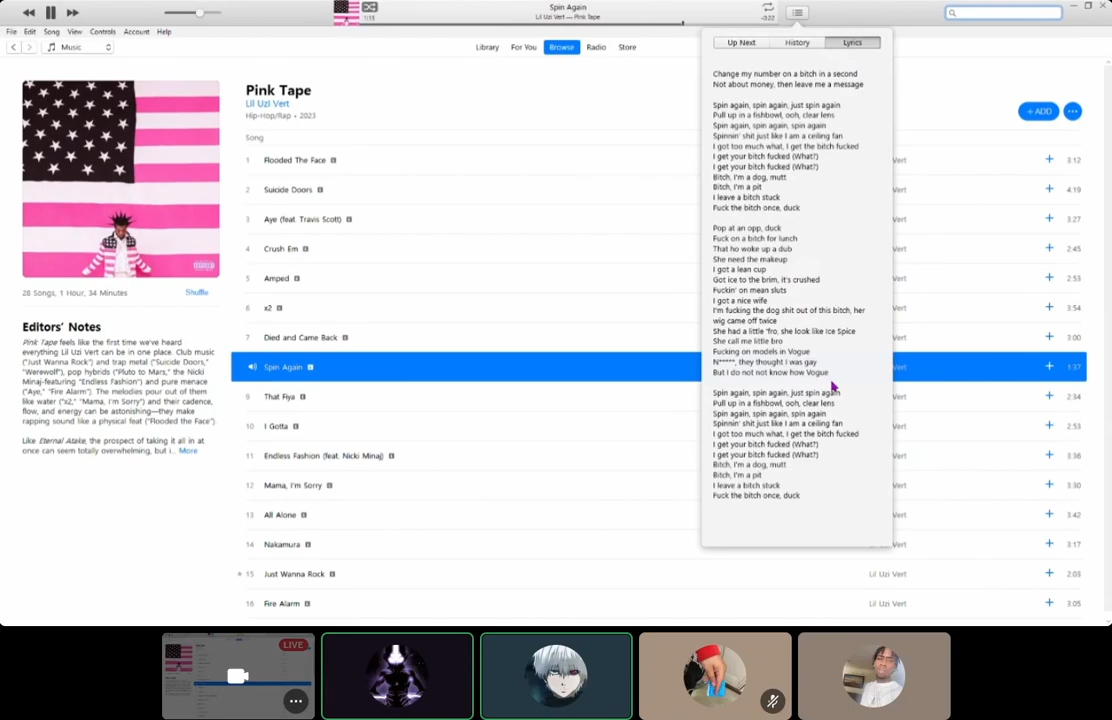 Spin Again
Lil Uzi Vert — Pink Tape
1:15
-0:22
File Edit Song View Controls Account Help
Music
Library For You Browse Radio Store
Up Next History Lyrics
Pink Tape
Lil Uzi Vert
Hip-Hop/Rap • 2023
+ ADD
Song
1 Flooded The Face E 3:12
2 Suicide Doors E 4:19
3 Aye (feat. Travis Scott) E 3:27
4 Crush Em E 2:45
5 Amped E 2:53
6 x2 E 3:54
7 Died and Came Back E 3:00
Spin Again E 1:37
9 That Fiya E 2:34
10 I Gotta E 2:53
11 Endless Fashion (feat. Nicki Minaj) E 3:36
12 Mama, I'm Sorry E 3:30
13 All Alone E 3:42
14 Nakamura E 3:17
15 Just Wanna Rock E Lil Uzi Vert 2:03
16 Fire Alarm E Lil Uzi Vert 3:05
28 Songs, 1 Hour, 34 Minutes
Shuffle
Editors' Notes
Pink Tape feels like the first time we've heard
everything Lil Uzi Vert can be in one place. Club music
("Just Wanna Rock") and trap metal ("Suicide Doors,"
"Werewolf"), pop hybrids ("Pluto to Mars," the Nicki
Minaj-featuring "Endless Fashion") and pure menace
("Aye," "Fire Alarm"). The melodies pour out of them
like water ("x2," "Mama, I'm Sorry") and their cadence,
flow, and energy can be astonishing—they make
rapping sound like a physical feat ("Flooded the Face")
Like Eternal Atake, the prospect of taking it all in at
once can seem totally overwhelming, but i... More
Change my number on a bitch in a second
Not about money, then leave me a message
Spin again, spin again, just spin again
Pull up in a fishbowl, ooh, clear lens
Spin again, spin again, spin again
Spinnin' shit just like I am a ceiling fan
I got too much what, I get the bitch fucked
I get your bitch fucked (What?)
I get your bitch fucked (What?)
Bitch, I'm a dog, mutt
Bitch, I'm a pit
I leave a bitch stuck
Fuck the bitch once, duck
Pop at an opp, duck
Fuck on a bitch for lunch
That ho woke up a dub
She need the makeup
I got a lean cup
Got ice to the brim, it's crushed
Fuckin' on mean sluts
I got a nice wife
I'm fucking the dog shit out of this bitch, her
wig came off twice
She had a little 'fro, she look like Ice Spice
She call me little bro
Fucking on models in Vogue
N*****, they thought I was gay
But I do not not know how Vogue
Spin again, spin again, just spin again
Pull up in a fishbowl, ooh, clear lens
Spin again, spin again, spin again
Spinnin' shit just like I am a ceiling fan
I got too much what, I get the bitch fucked
I get your bitch fucked (What?)
I get your bitch fucked (What?)
Bitch, I'm a dog, mutt
Bitch, I'm a pit
I leave a bitch stuck
Fuck the bitch once, duck
LIVE